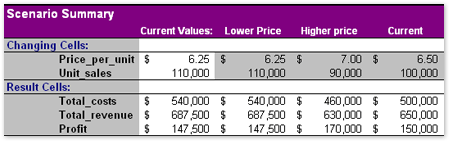 Scenario Summary
Current Values: Lower Price Higher price Current
Changing Cells:
Price_per_unit $ 6.25 $ 6.25 $ 7.00 $ 6.50
Unit_sales 110,000 110,000 90,000 100,000
Result Cells:
Total_costs $ 540,000 $ 540,000 $ 460,000 $ 500,000
Total_revenue $ 687,500 $ 687,500 $ 630,000 $ 650,000
Profit $ 147,500 $ 147,500 $ 170,000 $ 150,000